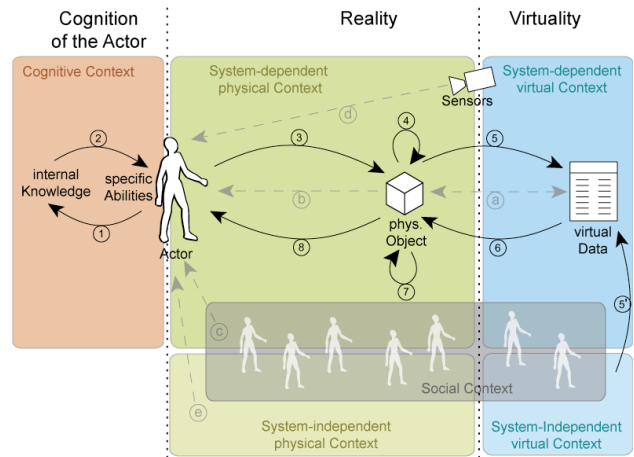 Cognition
of the Actor
Reality
Virtuality
Cognitive Context
System-dependent
physical Context
System-dependent
virtual Context
Sensors
d
2
3
4
5
internal
Knowledge
specific
Abilities
b
a
1
8
phys.
Object
6
virtual
Data
Actor
7
c
5'
Social Context
e
System-independent
physical Context
System-Independent
virtual Context